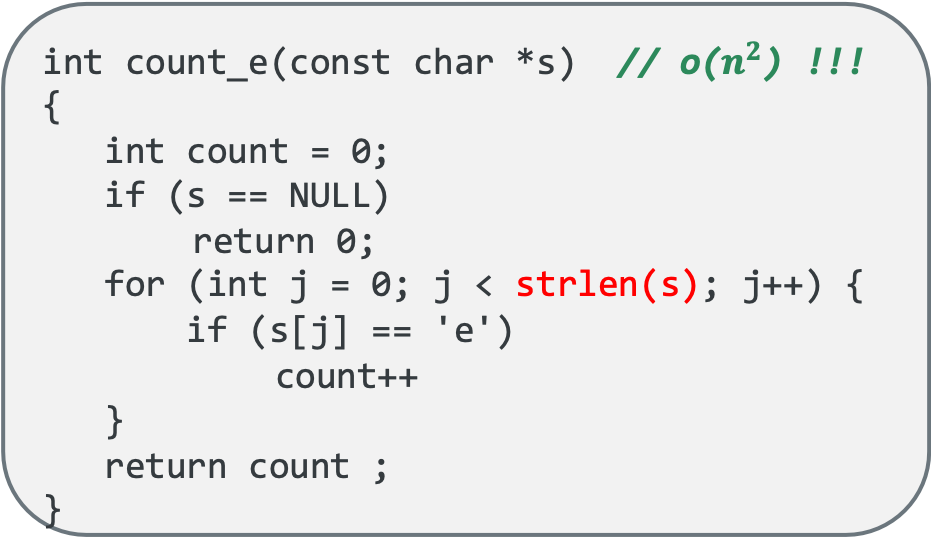 int count_e(const char *s)  // o(n²) !!!
{
   int count = 0;
   if (s == NULL)
       return 0;
   for (int j = 0; j < strlen(s); j++) {
       if (s[j] == 'e')
           count++
   }
   return count ;
}